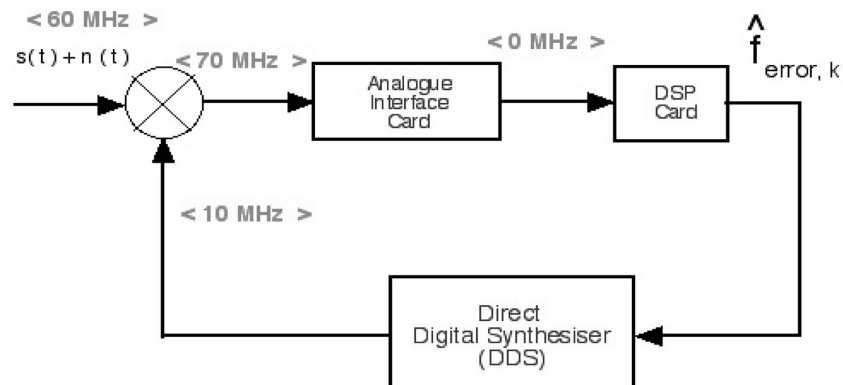 < 60 MHz >
s(t)+n (t)
< 70 MHz >
< 0 MHz >
^
f error, k
Analogue
Interface
Card
DSP
Card
< 10 MHz >
Direct
Digital Synthesiser
(DDS)